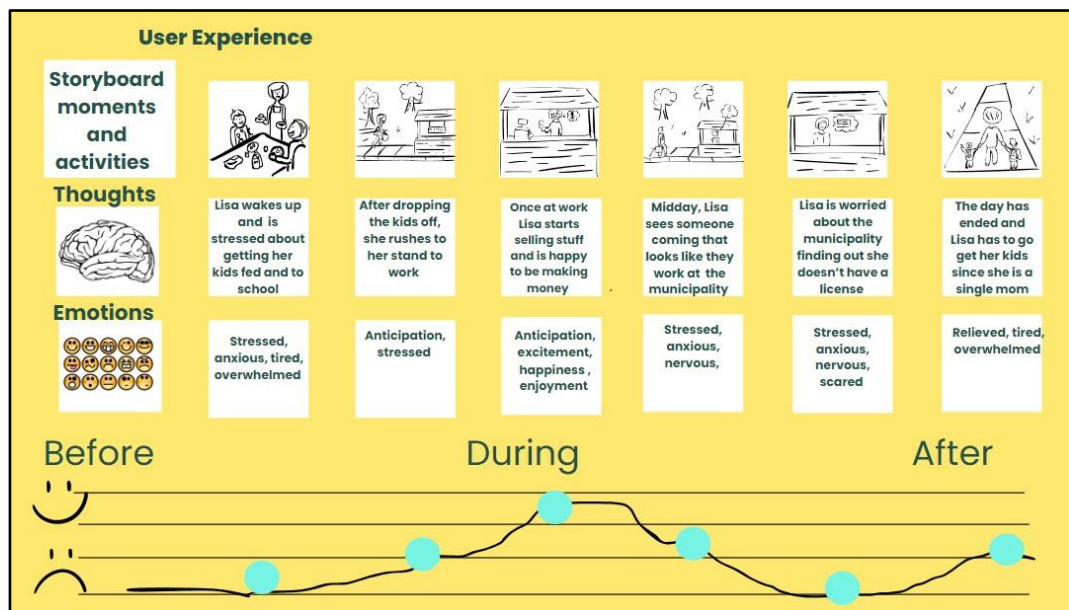 User Experience
Storyboard
moments
and
activities
Thoughts
Lisa wakes up
and is
stressed about
getting her
kids fed and to
school
After dropping
the kids off,
she rushes to
her stand to
work
Once at work
Lisa starts
selling stuff
and is happy
to be making
money
Midday, Lisa
sees someone
coming that
looks like they
work at the
municipality
Lisa is worried
about the
municipality
finding out she
doesn't have a
license
The day has
ended and
Lisa has to go
get her kids
since she is a
single mom
Emotions
Stressed,
anxious, tired,
overwhelmed
Anticipation,
stressed
Anticipation,
excitement,
happiness ,
enjoyment
Stressed,
anxious,
nervous,
Stressed,
anxious,
nervous,
scared
Relieved, tired,
overwhelmed
Before
During
After